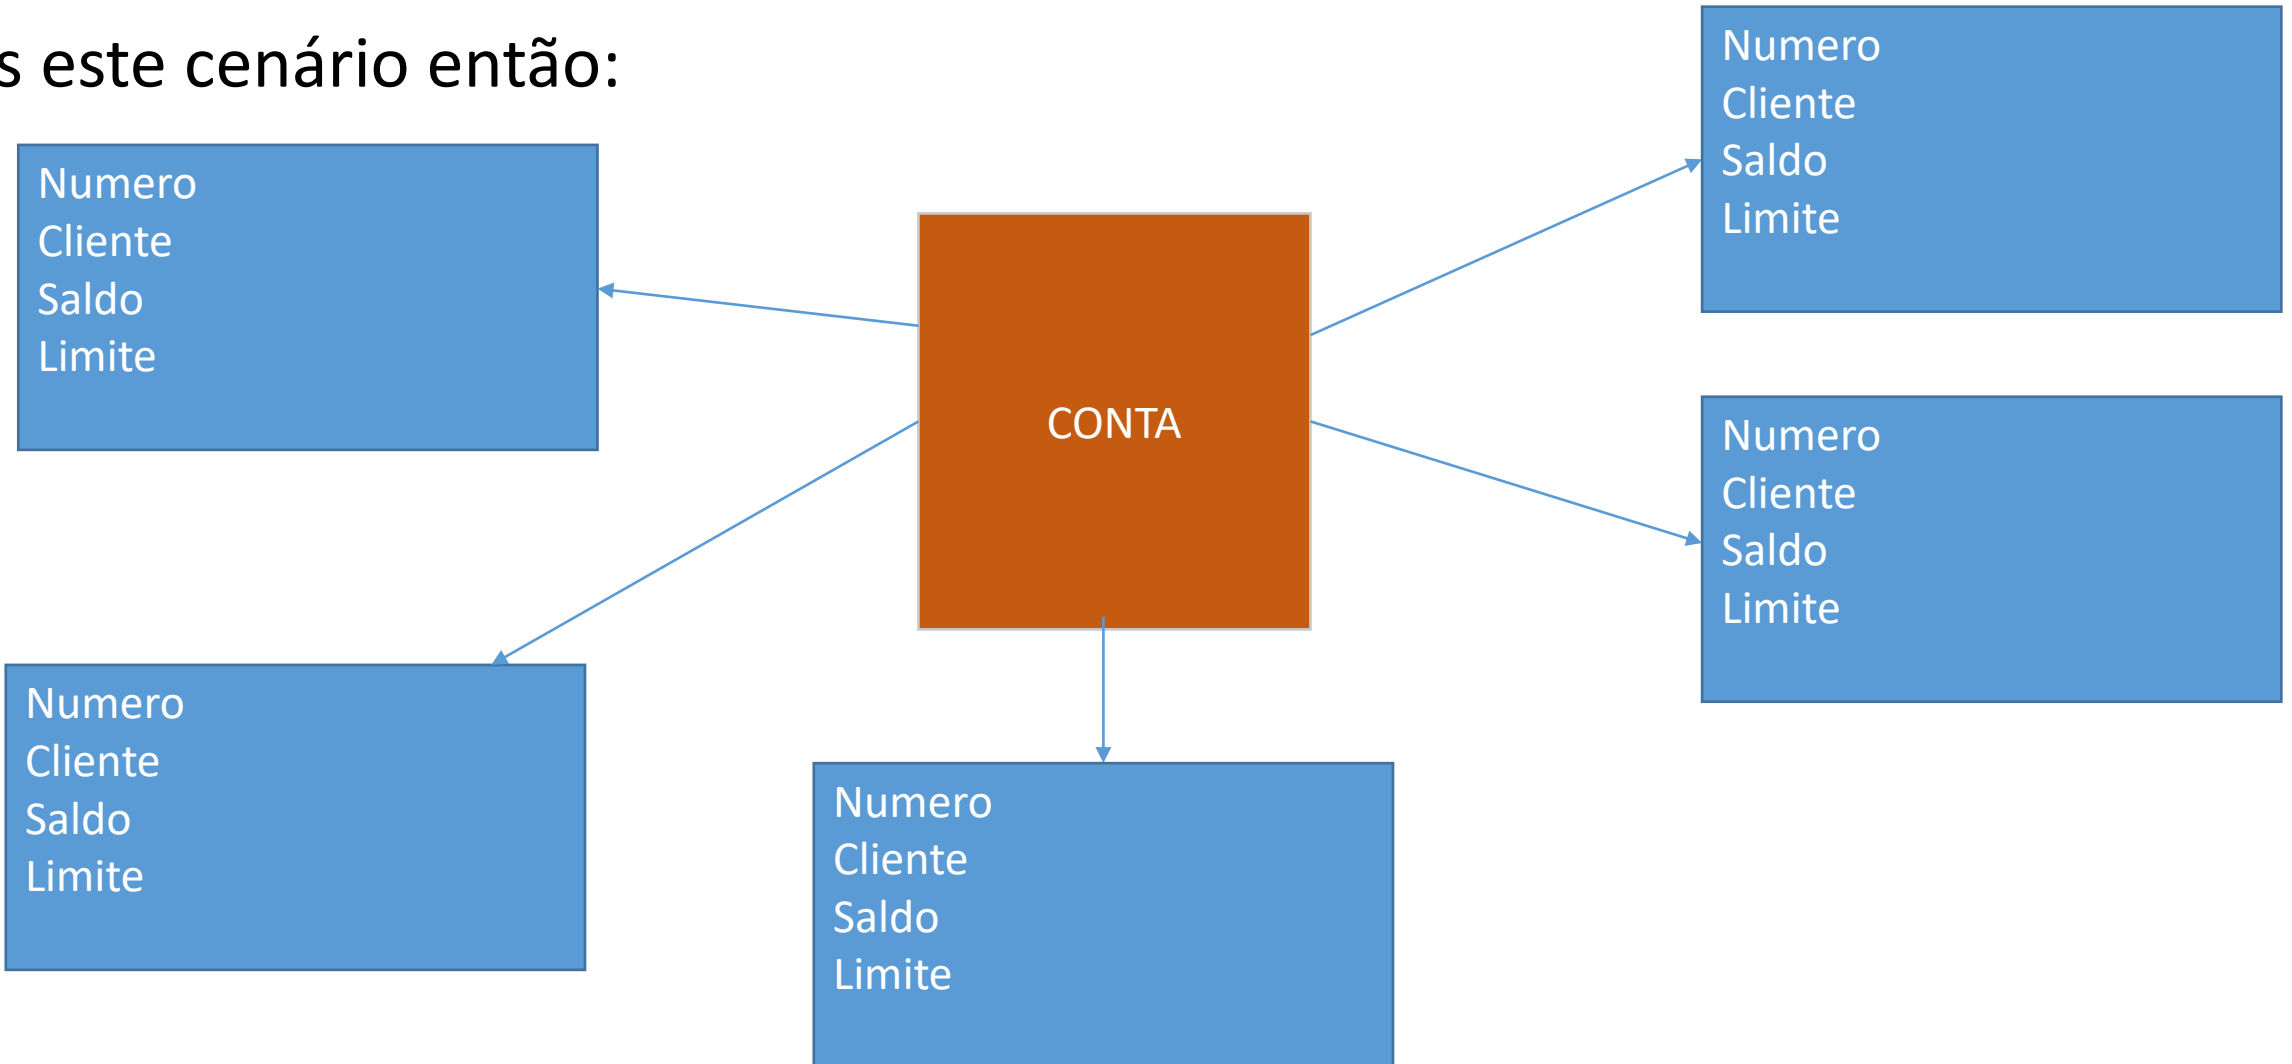 s este cenário então:
Numero
Cliente
Saldo
Limite
CONTA
Numero
Cliente
Saldo
Limite
Numero
Cliente
Saldo
Limite
Numero
Cliente
Saldo
Limite
Numero
Cliente
Saldo
Limite